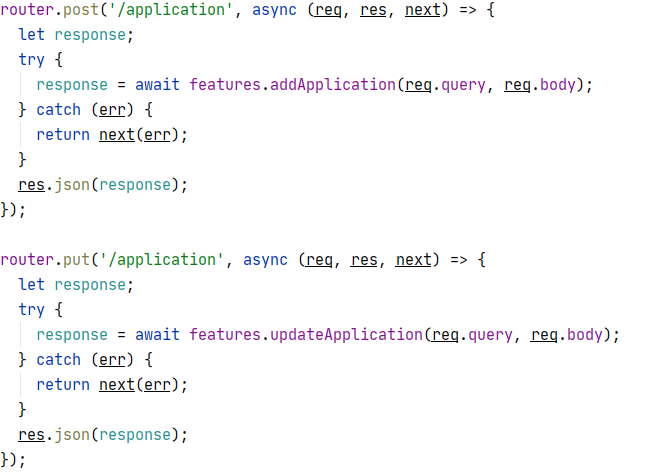 router.post('/application', async (req, res, next) => {
  let response;
  try {
    response = await features.addApplication(req.query, req.body);
  } catch (err) {
    return next(err);
  }
  res.json(response);
});

router.put('/application', async (req, res, next) => {
  let response;
  try {
    response = await features.updateApplication(req.query, req.body);
  } catch (err) {
    return next(err);
  }
  res.json(response);
});